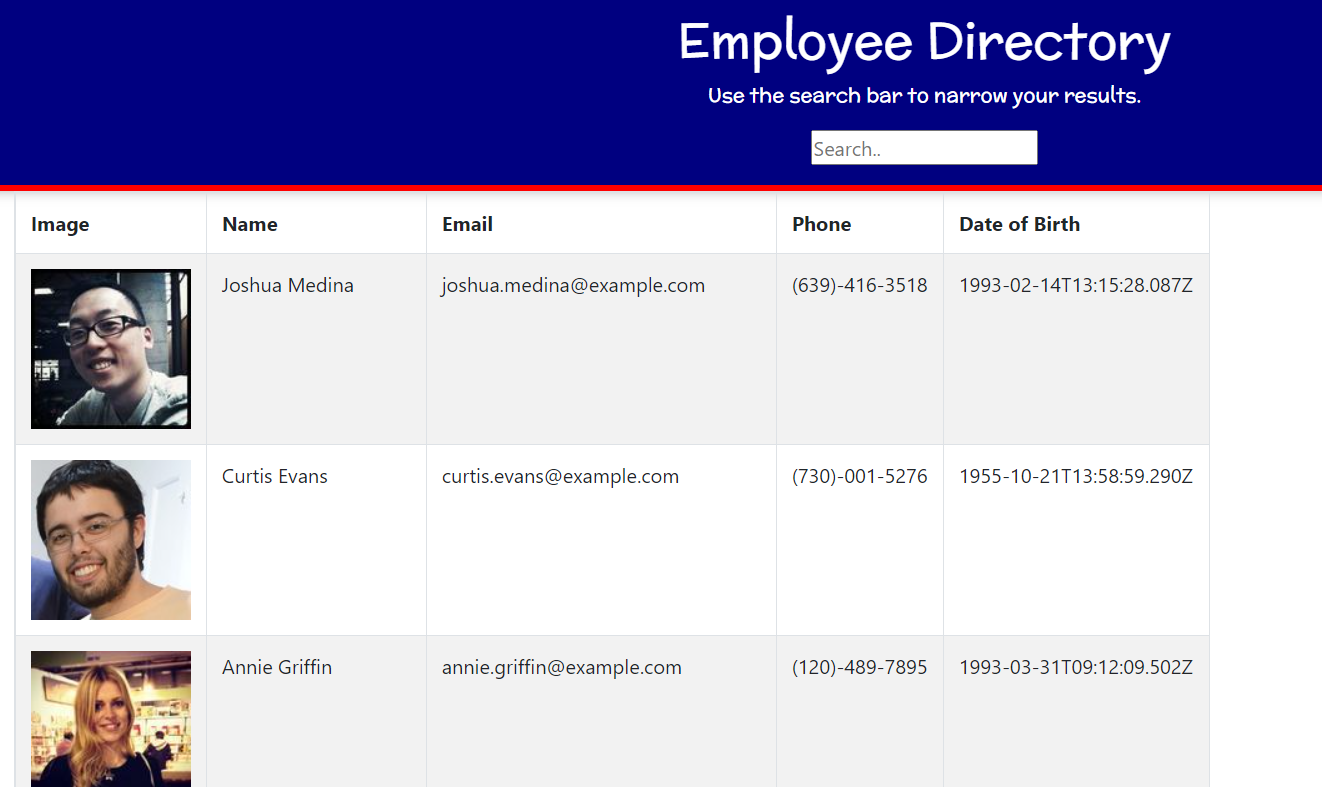 Employee Directory
Use the search bar to narrow your results.
Search..
Image Name Email Phone Date of Birth
Joshua Medina joshua.medina@example.com (639)-416-3518 1993-02-14T13:15:28.087Z
Curtis Evans curtis.evans@example.com (730)-001-5276 1955-10-21T13:58:59.290Z
Annie Griffin annie.griffin@example.com (120)-489-7895 1993-03-31T09:12:09.502Z